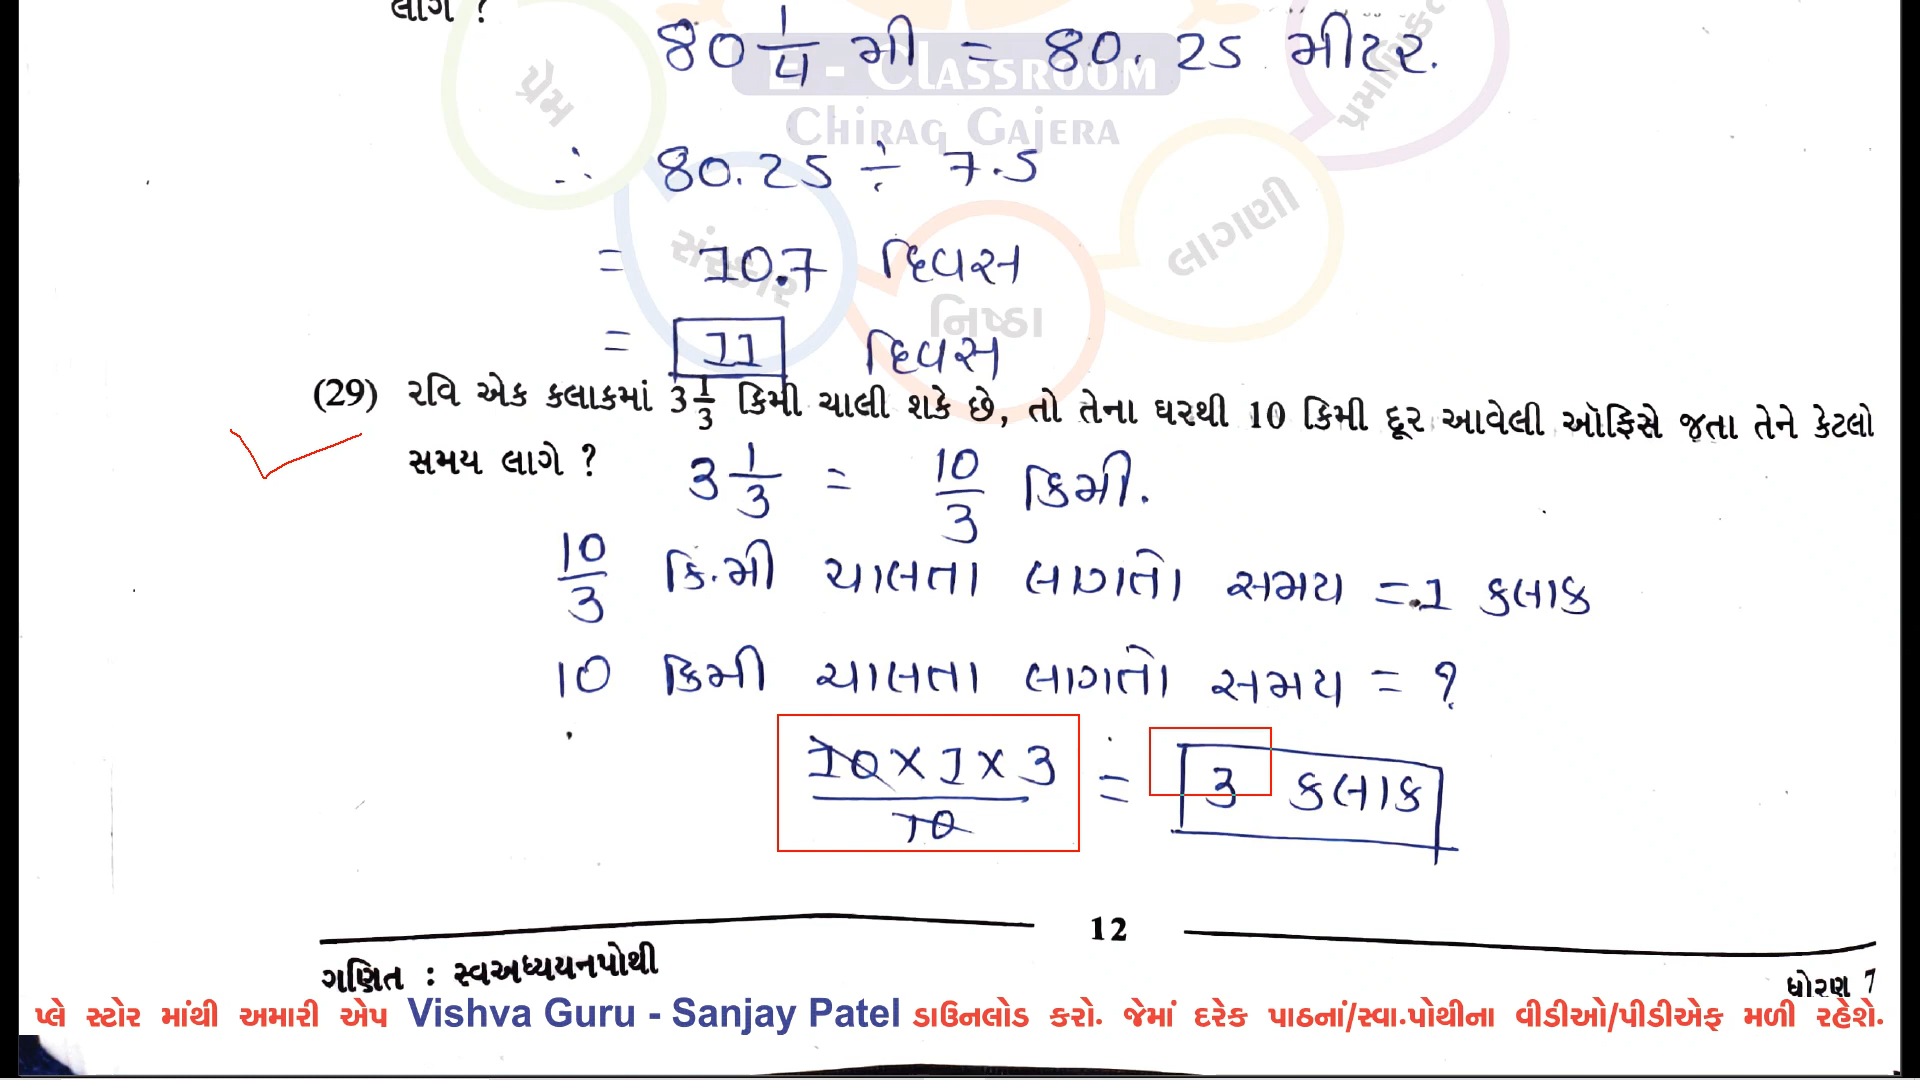 લાગે ?
80 1/4 મી = 80.25 મીટર.
E - CLASSROOM
CHIRAG GAJERA
પ્રેમ
∴ 80.25 ÷ 7.5
સંસ્કાર
લાગણી
= 10.7 દિવસ
નિષ્ઠા
= 11 દિવસ
(29) રવિ એક કલાકમાં 3 1/3 કિમી ચાલી શકે છે, તો તેના ઘરથી 10 કિમી દૂર આવેલી ઑફિસે જતા તેને કેટલો
સમય લાગે ?
3 1/3 = 10/3 કિમી.
10/3 કિ.મી ચાલતા લાગતો સમય = 1 કલાક
10 કિમી ચાલતા લાગતો સમય = ?
10 × 1 × 3 / 10 = 3 કલાક
12
ગણિત : સ્વઅધ્યયનપોથી
ધોરણ 7
પ્લે સ્ટોર માંથી અમારી એપ Vishva Guru - Sanjay Patel ડાઉનલોડ કરો. જેમાં દરેક પાઠનાં/સ્વા.પોથીના વીડીઓ/પીડીએફ મળી રહેશે.